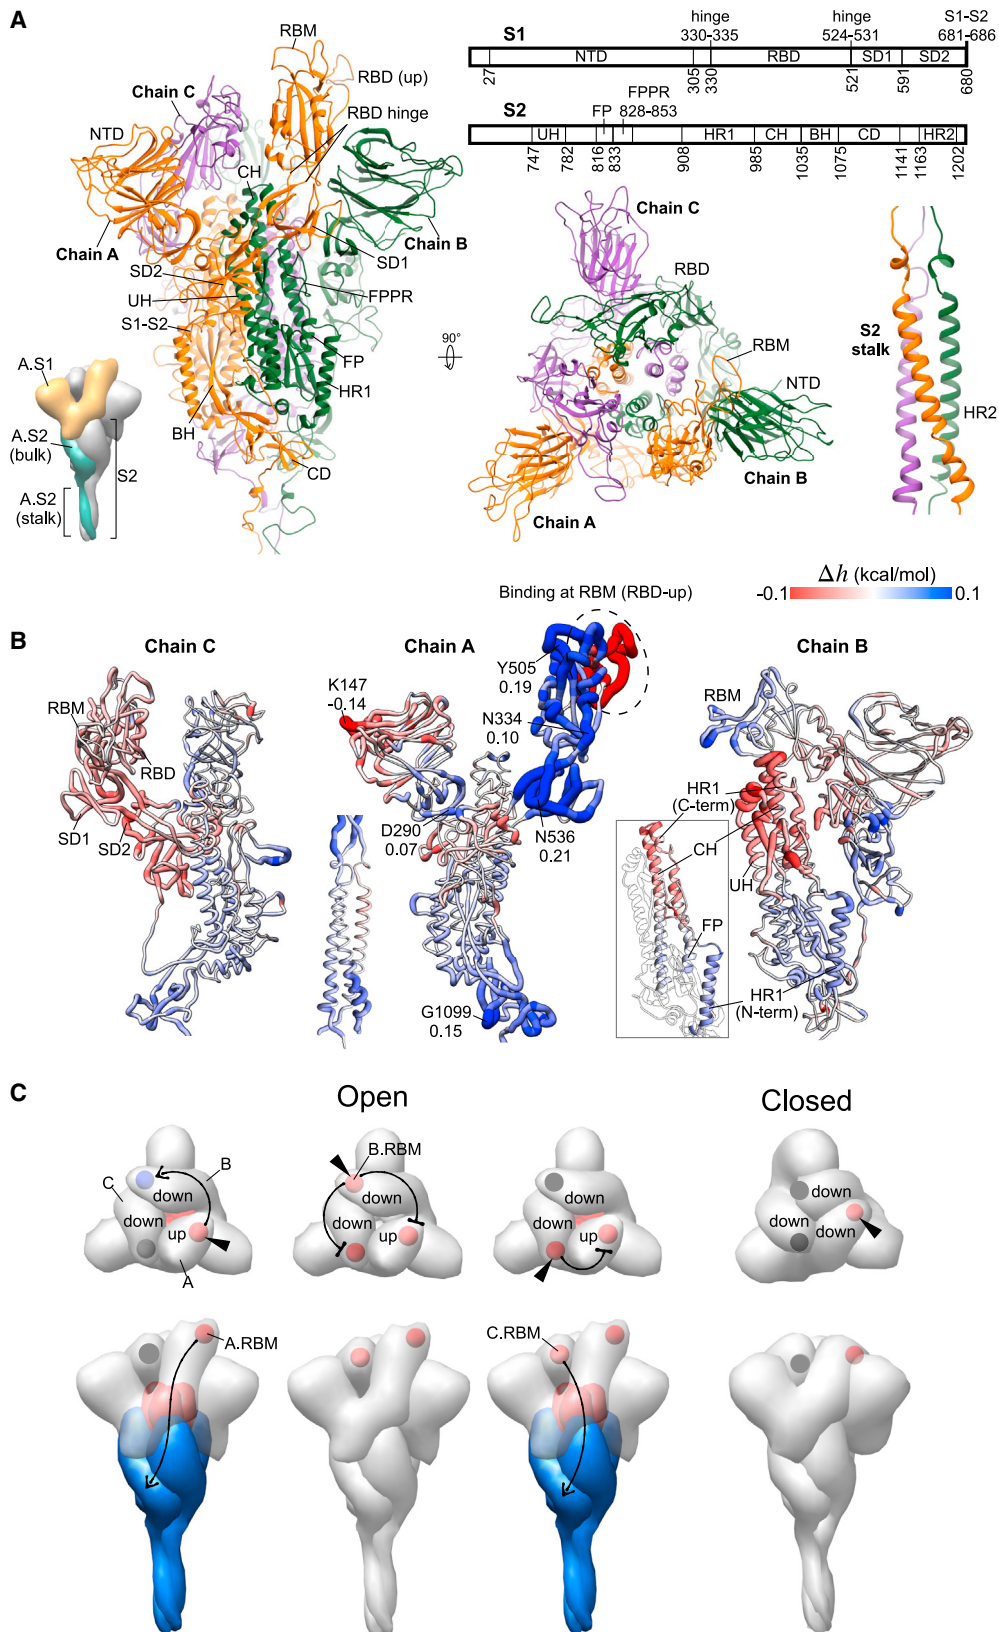 A
RBM
RBD (up)
Chain C
RBD hinge
NTD
CH
Chain A
Chain B
SD1
SD2
UH
FPPR
S1-S2
FP
HR1
BH
CD
A.S1
A.S2
(bulk)
S2
A.S2
(stalk)
90°
hinge
330-335
hinge
524-531
S1-S2
681-686
S1
NTD
RBD
SD1
SD2
27
305
330
521
591
680
FPPR
S2
FP
828-853
UH
HR1
CH
BH
CD
HR2
747
782
816
833
908
985
1035
1075
1141
1163
1202
Chain C
RBD
RBM
NTD
Chain B
Chain A
S2
stalk
HR2
Δh (kcal/mol)
-0.1
0.1
B
Binding at RBM (RBD-up)
Chain C
Chain A
Chain B
RBM
RBD
SD1
SD2
K147
-0.14
Y505
0.19
N334
0.10
D290
0.07
N536
0.21
G1099
0.15
RBM
HR1
(C-term)
CH
UH
FP
HR1
(N-term)
C
Open
Closed
C
B
down
down
up
A
B.RBM
down
down
up
down
down
up
down
down
down
A.RBM
C.RBM